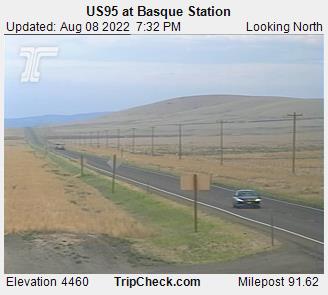 US95 at Basque Station
Updated: Aug 08 2022 7:32 PM Looking North
Elevation 4460 TripCheck.com Milepost 91.62